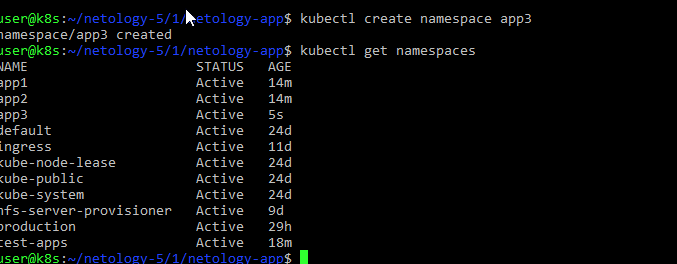 user@k8s:~/netology-5/1/netology-app$ kubectl create namespace app3
namespace/app3 created
user@k8s:~/netology-5/1/netology-app$ kubectl get namespaces
NAME STATUS AGE
app1 Active 14m
app2 Active 14m
app3 Active 5s
default Active 24d
ingress Active 11d
kube-node-lease Active 24d
kube-public Active 24d
kube-system Active 24d
nfs-server-provisioner Active 9d
production Active 29h
test-apps Active 18m
user@k8s:~/netology-5/1/netology-app$